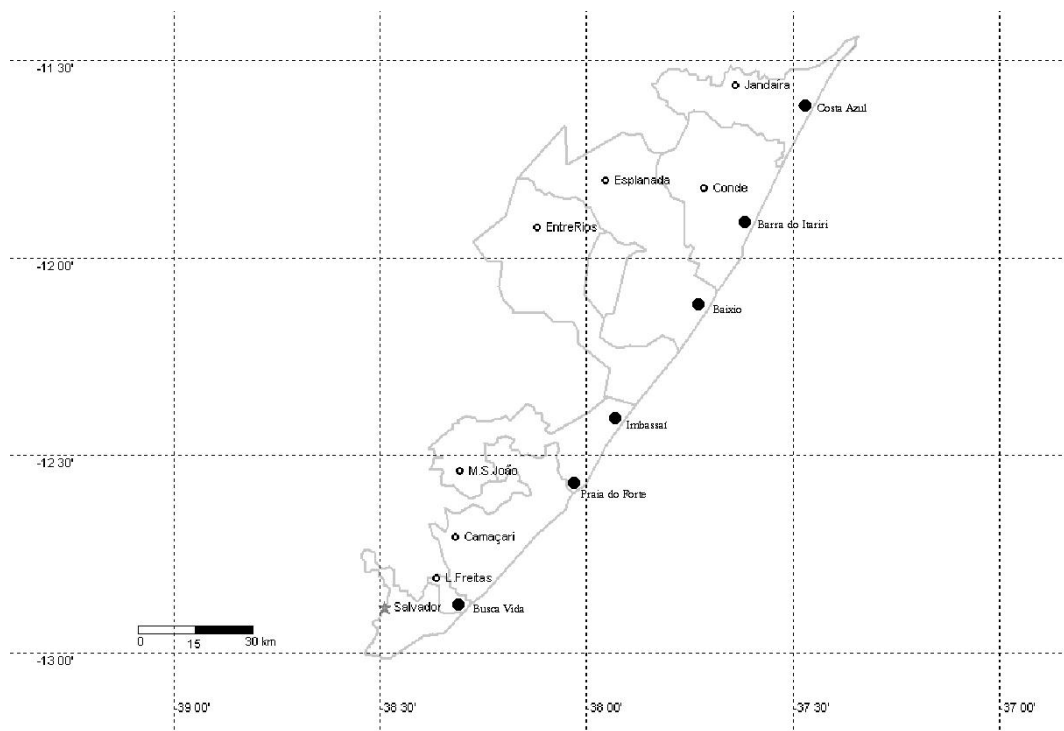 -11 30'
Jandaíra
Costa Azul
Esplanada
Conde
EntreRios
Barra do Itariri
-12 00'
Baixio
Imbassaí
-12 30'
M.S.João
Praia do Forte
Camaçari
L.Freitas
Salvador
Busca Vida
0 15 30 km
-13 00'
-39 00' -38 30' -38 00' -37 30' -37 00'